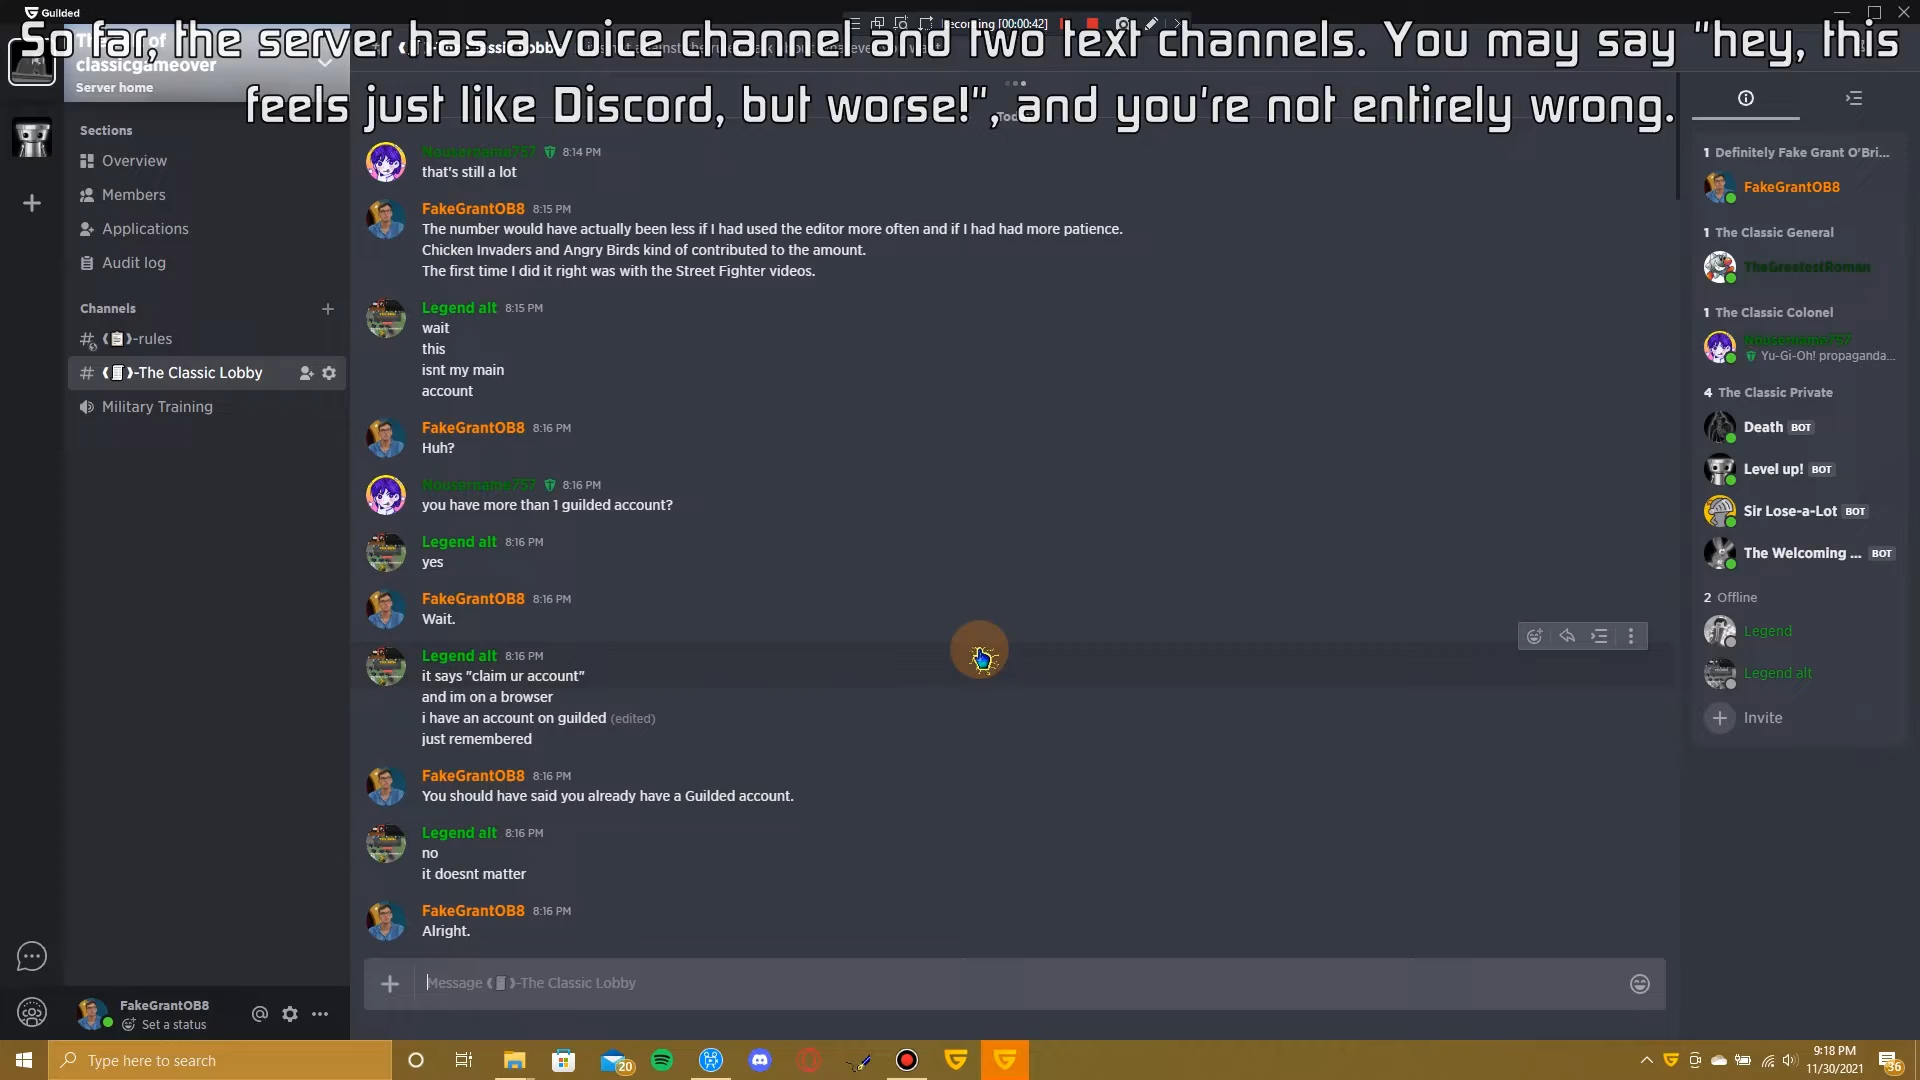 Guilded
So far, the server has a voice channel and two text channels. You may say "hey, this
feels just like Discord, but worse!", and you're not entirely wrong.
Recording [00:00:42]
classicgameover
Server home
Sections
Overview
Members
Applications
Audit log
Channels
-rules
-The Classic Lobby
Military Training
Nousername757 8:14 PM
that's still a lot
FakeGrantOB8 8:15 PM
The number would have actually been less if I had used the editor more often and if I had had more patience.
Chicken Invaders and Angry Birds kind of contributed to the amount.
The first time I did it right was with the Street Fighter videos.
Legend alt 8:15 PM
wait
this
isnt my main
account
FakeGrantOB8 8:16 PM
Huh?
Nousername757 8:16 PM
you have more than 1 guilded account?
Legend alt 8:16 PM
yes
FakeGrantOB8 8:16 PM
Wait.
Legend alt 8:16 PM
it says "claim ur account"
and im on a browser
i have an account on guilded (edited)
just remembered
FakeGrantOB8 8:16 PM
You should have said you already have a Guilded account.
Legend alt 8:16 PM
no
it doesnt matter
FakeGrantOB8 8:16 PM
Alright.
Message -The Classic Lobby
1 Definitely Fake Grant O'Bri...
FakeGrantOB8
1 The Classic General
TheGreatestRoman
1 The Classic Colonel
Nousername757
Yu-Gi-Oh! propaganda...
4 The Classic Private
Death BOT
Level up! BOT
Sir Lose-a-Lot BOT
The Welcoming ... BOT
2 Offline
Legend
Legend alt
Invite
FakeGrantOB8
Set a status
Type here to search
20
9:18 PM
11/30/2021
36